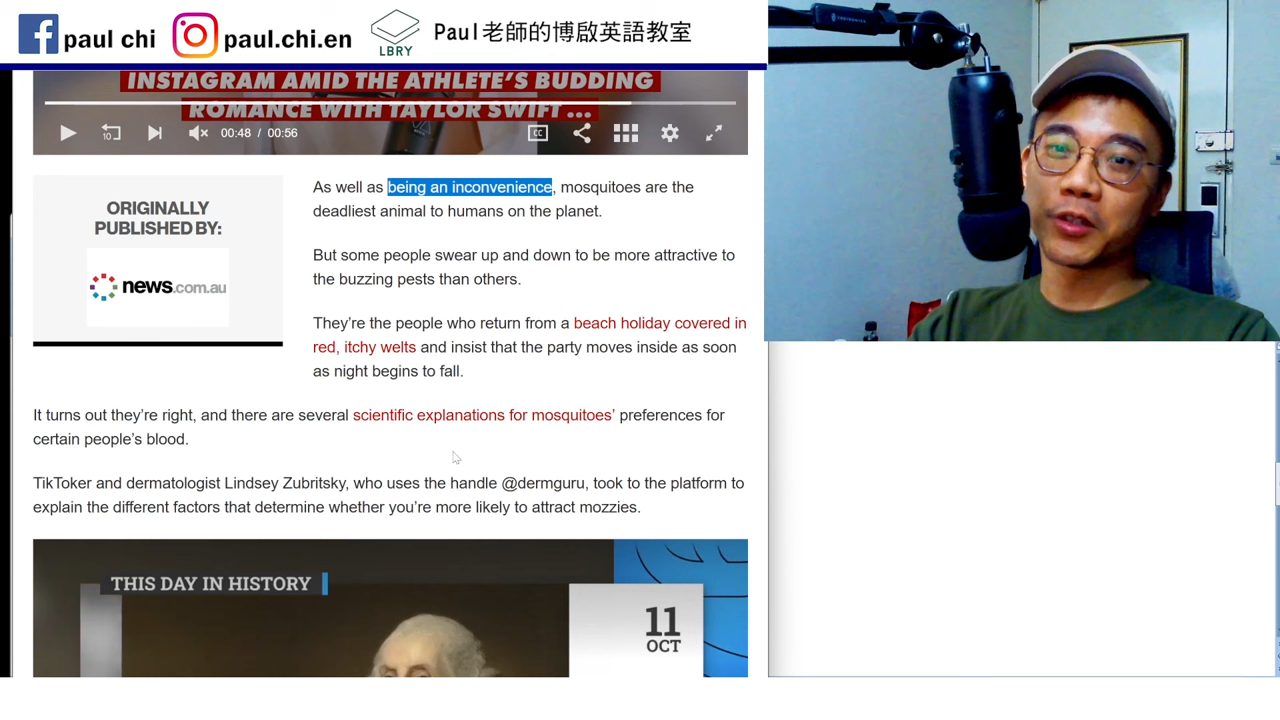 paul chi
paul.chi.en
LBRY
Paul老師的博啟英語教室
INSTAGRAM AMID THE ATHLETE'S BUDDING
ROMANCE WITH TAYLOR SWIFT ...
10
00:48 / 00:56
CC
ORIGINALLY
PUBLISHED BY:
news.com.au
As well as being an inconvenience, mosquitoes are the
deadliest animal to humans on the planet.
But some people swear up and down to be more attractive to
the buzzing pests than others.
They’re the people who return from a beach holiday covered in
red, itchy welts and insist that the party moves inside as soon
as night begins to fall.
It turns out they’re right, and there are several scientific explanations for mosquitoes’ preferences for
certain people’s blood.
TikToker and dermatologist Lindsey Zubritsky, who uses the handle @dermguru, took to the platform to
explain the different factors that determine whether you’re more likely to attract mozzies.
THIS DAY IN HISTORY
11
OCT